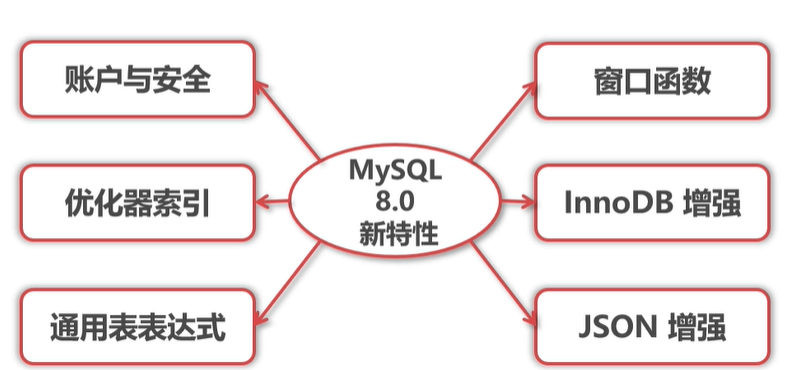 账户与安全
窗口函数
MySQL
8.0
新特性
优化器索引
InnoDB 增强
通用表表达式
JSON 增强